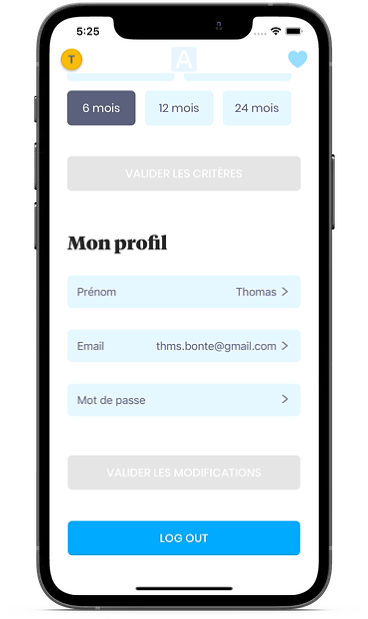 5:25
T
A
6 mois 12 mois 24 mois
VALIDER LES CRITÈRES
Mon profil
Prénom Thomas
Email thms.bonte@gmail.com
Mot de passe
VALIDER LES MODIFICATIONS
LOG OUT